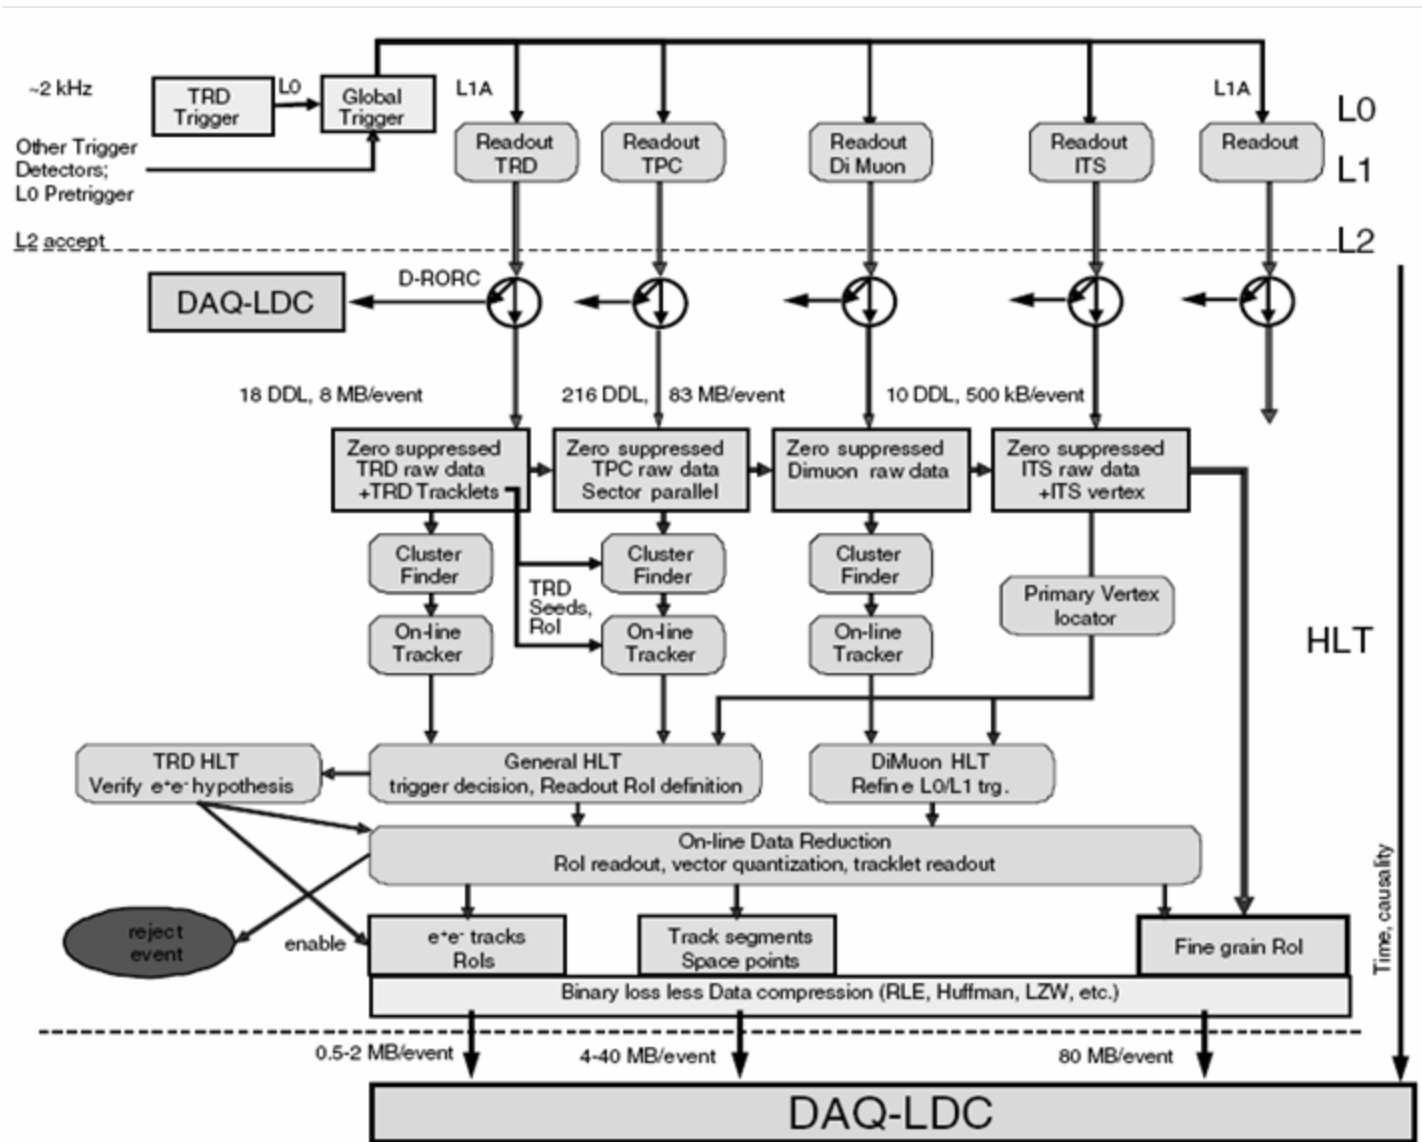 ~2 kHz
TRD
Trigger
L0
Global
Trigger
L1A
L1A
L0
Other Trigger
Detectors;
L0 Pretrigger
Readout
TRD
Readout
TPC
Readout
Di Muon
Readout
ITS
Readout
L1
L2 accept
L2
DAQ-LDC
D-RORC
18 DDL, 8 MB/event
216 DDL, 83 MB/event
10 DDL, 500 kB/event
Zero suppressed
TRD raw data
+TRD Tracklets
Zero suppressed
TPC raw data
Sector parallel
Zero suppressed
Dimuon raw data
Zero suppressed
ITS raw data
+ITS vertex
Cluster
Finder
TRD
Seeds,
RoI
Cluster
Finder
Cluster
Finder
Primary Vertex
locator
On-line
Tracker
On-line
Tracker
On-line
Tracker
HLT
TRD HLT
Verify e+e- hypothesis
General HLT
trigger decision, Readout RoI definition
DiMuon HLT
Refine L0/L1 trg.
On-line Data Reduction
RoI readout, vector quantization, tracklet readout
Time, causality
reject
event
enable
e+e- tracks
RoIs
Track segments
Space points
Fine grain RoI
Binary loss less Data compression (RLE, Huffman, LZW, etc.)
0.5-2 MB/event
4-40 MB/event
80 MB/event
DAQ-LDC